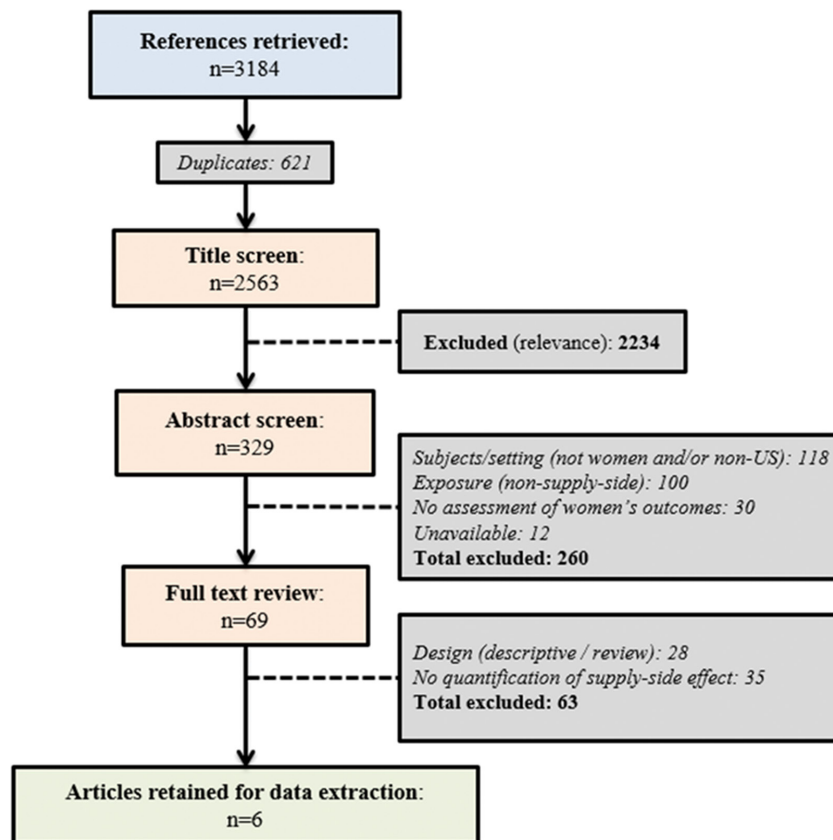 References retrieved:
n=3184
Duplicates: 621
Title screen:
n=2563
Excluded (relevance): 2234
Abstract screen:
n=329
Subjects/setting (not women and/or non-US): 118
Exposure (non-supply-side): 100
No assessment of women's outcomes: 30
Unavailable: 12
Total excluded: 260
Full text review:
n=69
Design (descriptive / review): 28
No quantification of supply-side effect: 35
Total excluded: 63
Articles retained for data extraction:
n=6